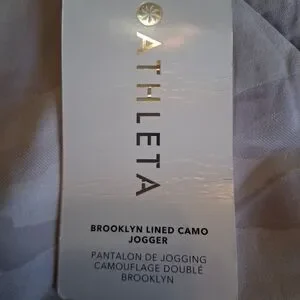 ATHLETA
BROOKLYN LINED CAMO
JOGGER
PANTALON DE JOGGING
CAMOUFLAGE DOUBLÉ
BROOKLYN